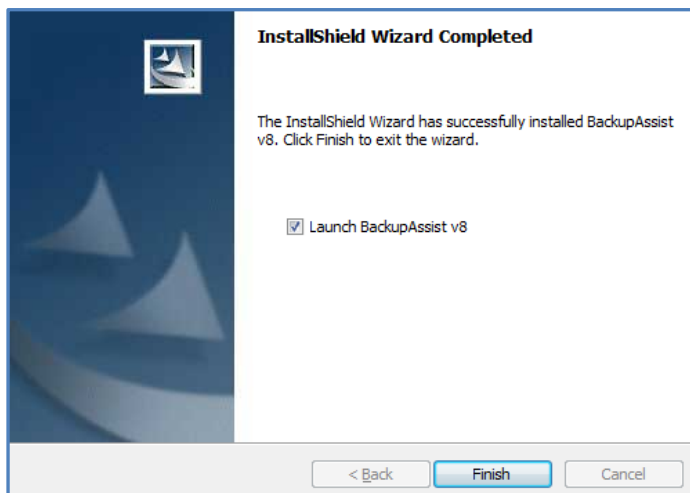 InstallShield Wizard Completed
The InstallShield Wizard has successfully installed BackupAssist
v8. Click Finish to exit the wizard.
Launch BackupAssist v8
< Back
Finish
Cancel